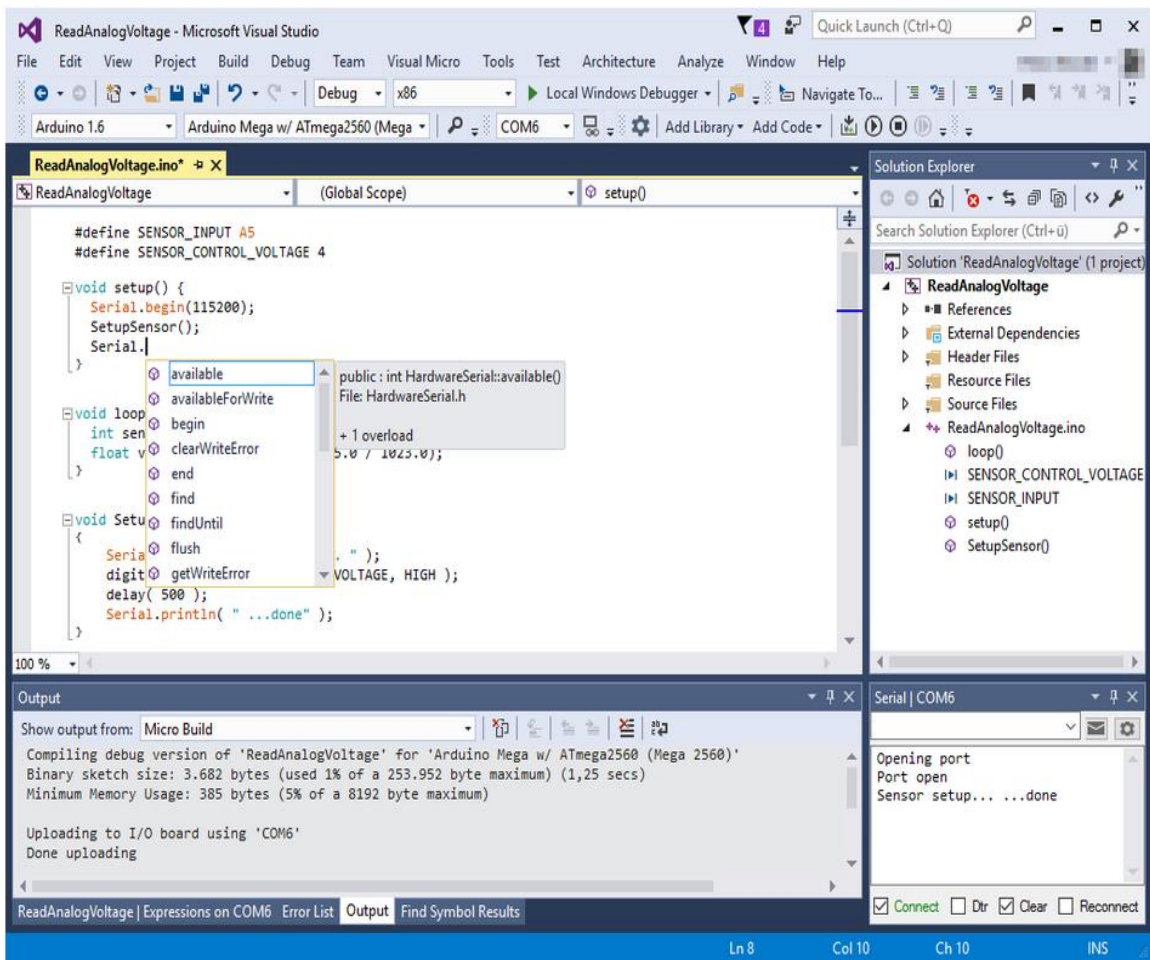 ReadAnalogVoltage - Microsoft Visual Studio
4
Quick Launch (Ctrl+Q)
File Edit View Project Build Debug Team Visual Micro Tools Test Architecture Analyze Window Help
Debug x86 Local Windows Debugger Navigate To...
Arduino 1.6 Arduino Mega w/ ATmega2560 (Mega COM6 Add Library Add Code
ReadAnalogVoltage.ino*
ReadAnalogVoltage (Global Scope) setup()
#define SENSOR_INPUT A5
#define SENSOR_CONTROL_VOLTAGE 4
void setup() {
Serial.begin(115200);
SetupSensor();
Serial.
}
available
availableForWrite
begin
clearWriteError
end
find
findUntil
flush
getWriteError
public : int HardwareSerial::available()
File: HardwareSerial.h
+ 1 overload
void loop
int sen
float v 5.0 / 1023.0);
}
void Setu
{
Seria . " );
digit VOLTAGE, HIGH );
delay( 500 );
Serial.println( " ...done" );
}
100 %
Solution Explorer
Search Solution Explorer (Ctrl+ü)
Solution 'ReadAnalogVoltage' (1 project)
ReadAnalogVoltage
References
External Dependencies
Header Files
Resource Files
Source Files
ReadAnalogVoltage.ino
loop()
SENSOR_CONTROL_VOLTAGE
SENSOR_INPUT
setup()
SetupSensor()
Output
Show output from: Micro Build
Compiling debug version of 'ReadAnalogVoltage' for 'Arduino Mega w/ ATmega2560 (Mega 2560)'
Binary sketch size: 3.682 bytes (used 1% of a 253.952 byte maximum) (1,25 secs)
Minimum Memory Usage: 385 bytes (5% of a 8192 byte maximum)
Uploading to I/O board using 'COM6'
Done uploading
ReadAnalogVoltage | Expressions on COM6 Error List Output Find Symbol Results
Serial | COM6
Opening port
Port open
Sensor setup... ...done
Connect Dtr Clear Reconnect
Ln 8 Col 10 Ch 10 INS